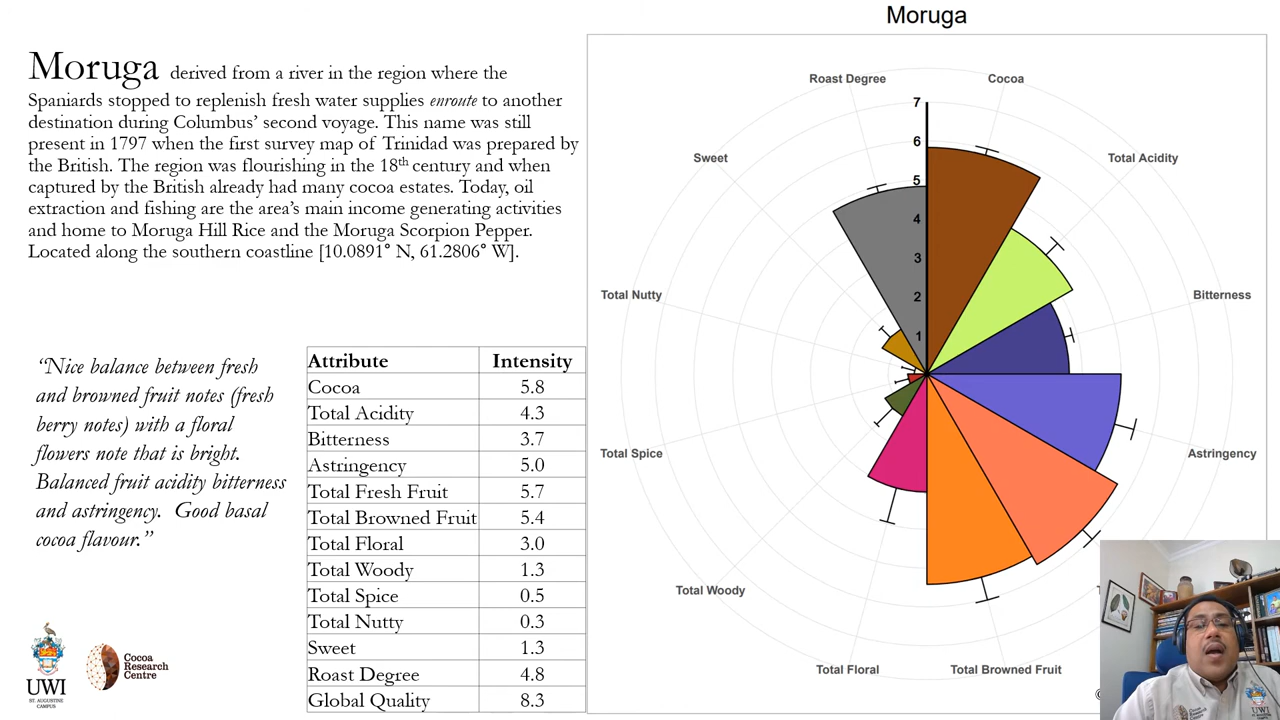 Moruga
Moruga derived from a river in the region where the
Spaniards stopped to replenish fresh water supplies enroute to another
destination during Columbus’ second voyage. This name was still
present in 1797 when the first survey map of Trinidad was prepared by
the British. The region was flourishing in the 18th century and when
captured by the British already had many cocoa estates. Today, oil
extraction and fishing are the area’s main income generating activities
and home to Moruga Hill Rice and the Moruga Scorpion Pepper.
Located along the southern coastline [10.0891° N, 61.2806° W].
“Nice balance between fresh
and browned fruit notes (fresh
berry notes) with a floral
flowers note that is bright.
Balanced fruit acidity bitterness
and astringency. Good basal
cocoa flavour.”
Attribute Intensity
Cocoa 5.8
Total Acidity 4.3
Bitterness 3.7
Astringency 5.0
Total Fresh Fruit 5.7
Total Browned Fruit 5.4
Total Floral 3.0
Total Woody 1.3
Total Spice 0.5
Total Nutty 0.3
Sweet 1.3
Roast Degree 4.8
Global Quality 8.3
Roast Degree
Cocoa
Sweet
Total Acidity
Total Nutty
Bitterness
Total Spice
Astringency
Total Woody
Total Floral
Total Browned Fruit
7
6
5
4
3
2
1
UWI
ST. AUGUSTINE
CAMPUS
Cocoa
Research
Centre
©
Cocoa
Research
Centre
UWI